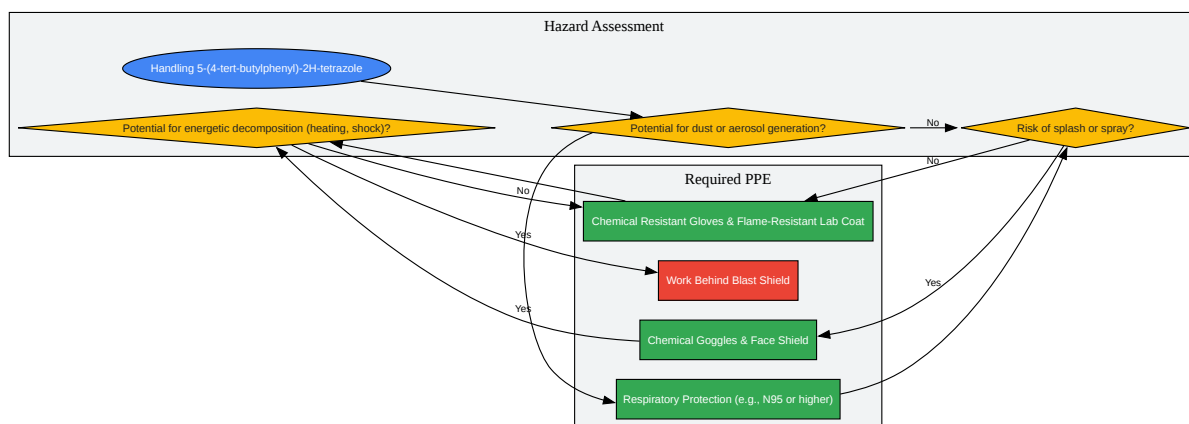 Hazard Assessment
Handling 5-(4-tert-butylphenyl)-2H-tetrazole
Potential for energetic decomposition (heating, shock)?
Potential for dust or aerosol generation?
No
Risk of splash or spray?
No
Required PPE
No
Chemical Resistant Gloves & Flame-Resistant Lab Coat
Yes
Work Behind Blast Shield
Yes
Yes
Chemical Goggles & Face Shield
Respiratory Protection (e.g., N95 or higher)